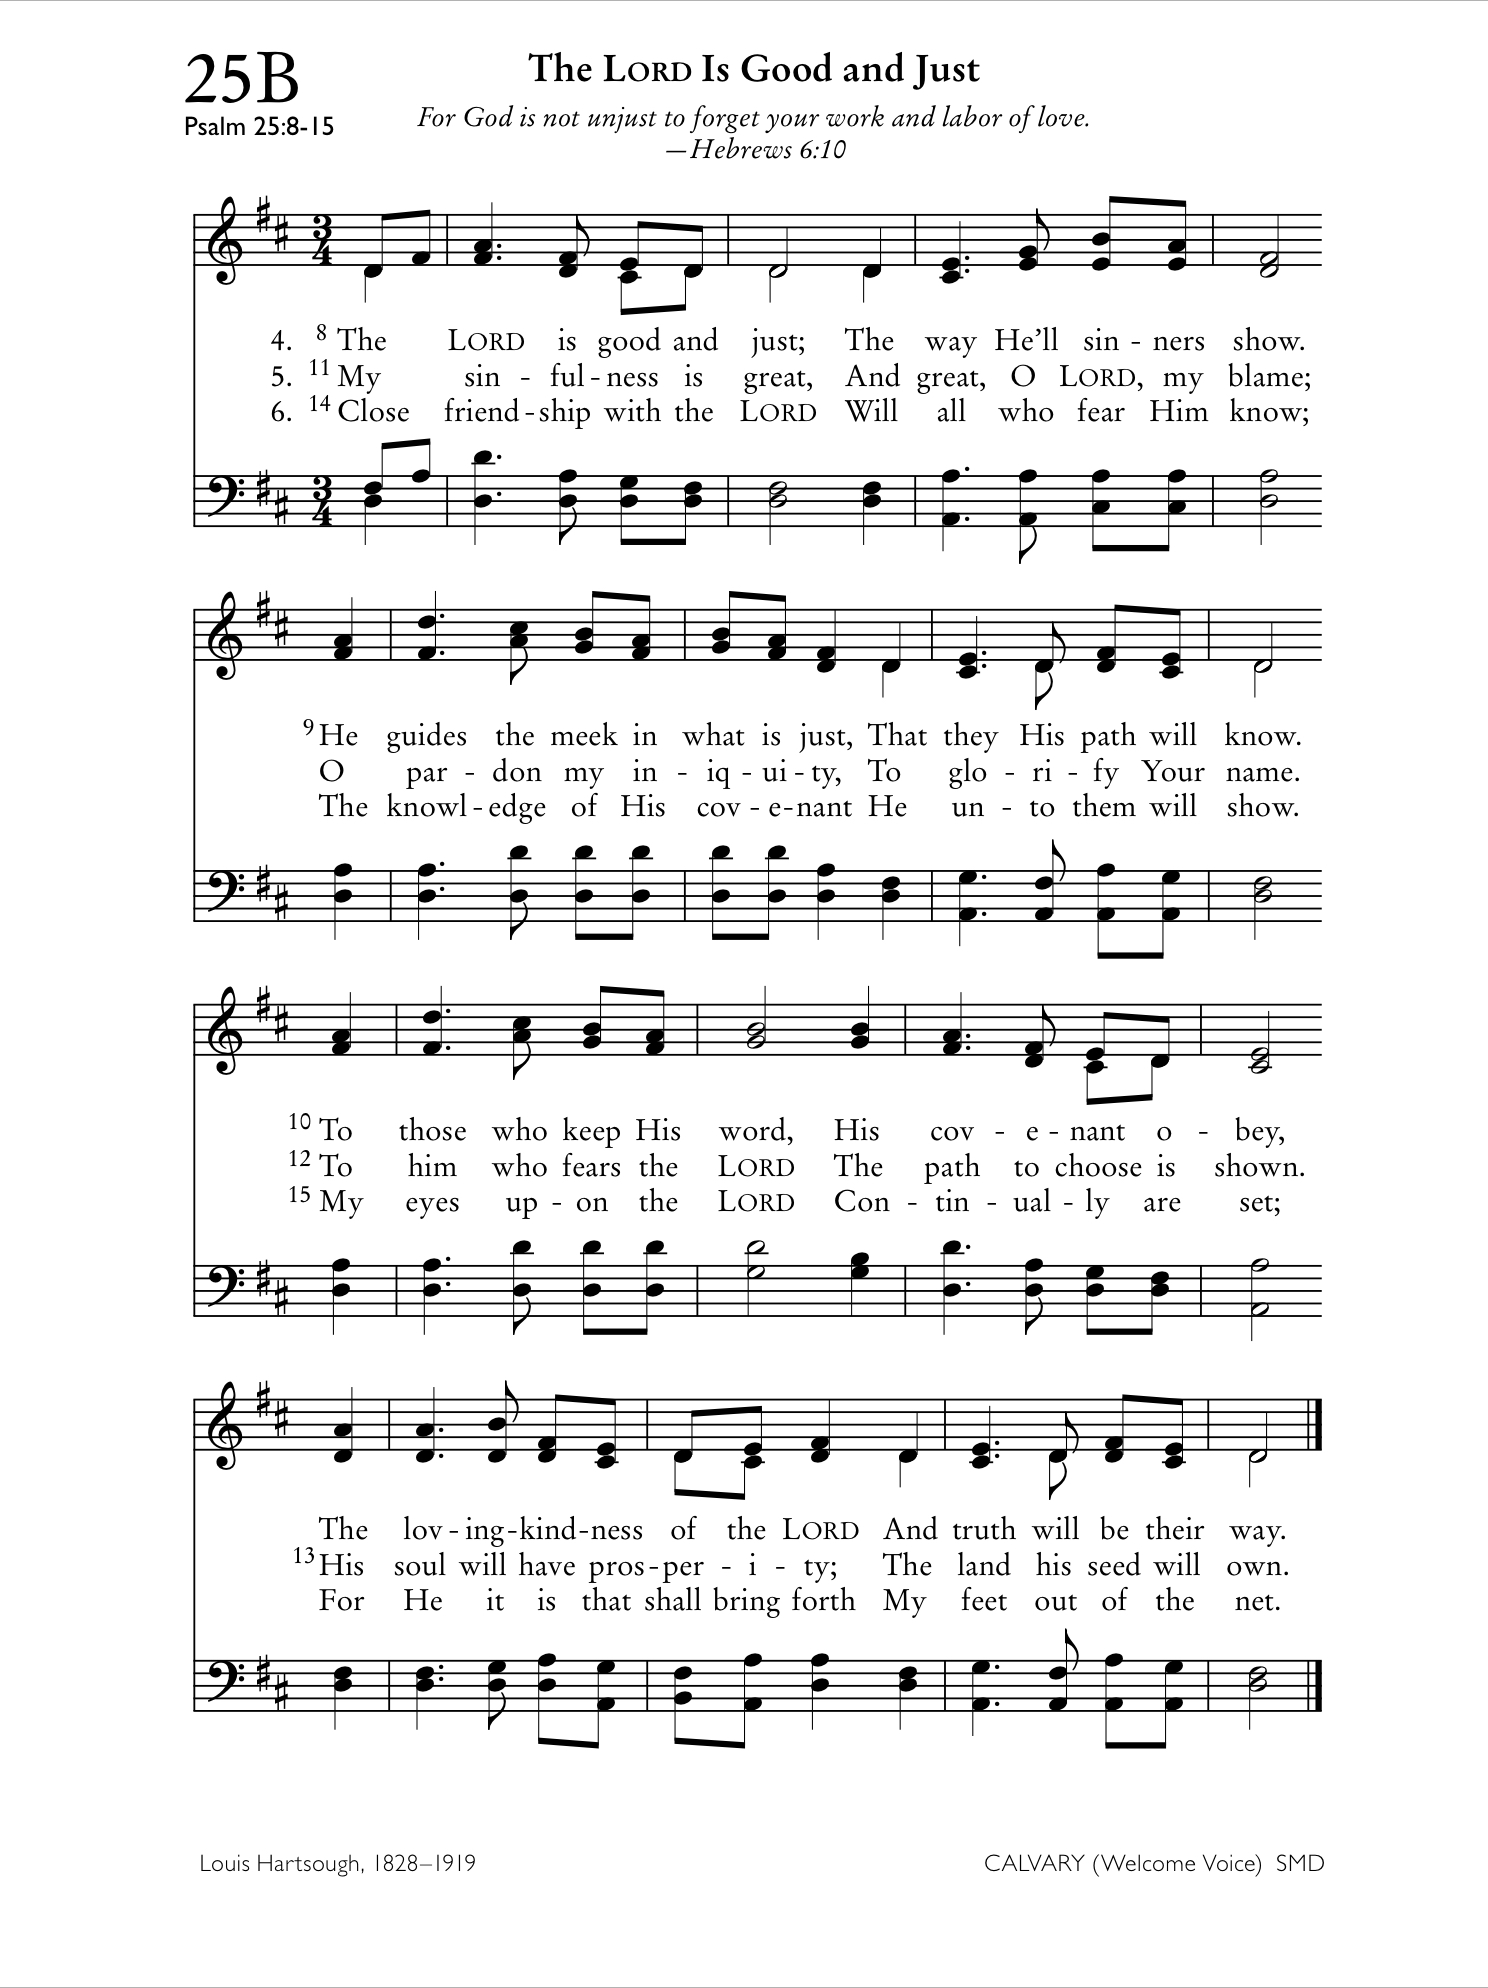 25B
The LORD Is Good and Just
Psalm 25:8-15
For God is not unjust to forget your work and labor of love.
—Hebrews 6:10
3
4
4. 8 The LORD is good and just; The way He’ll sin - ners show.
5. 11 My sin - ful - ness is great, And great, O LORD, my blame;
6. 14 Close friend - ship with the LORD Will all who fear Him know;
3
4
9 He guides the meek in what is just, That they His path will know.
O par - don my in - iq - ui - ty, To glo - ri - fy Your name.
The knowl - edge of His cov - e - nant He un - to them will show.
10 To those who keep His word, His cov - e - nant o - bey,
12 To him who fears the LORD The path to choose is shown.
15 My eyes up - on the LORD Con - tin - ual - ly are set;
The lov - ing - kind - ness of the LORD And truth will be their way.
13 His soul will have pros - per - i - ty; The land his seed will own.
For He it is that shall bring forth My feet out of the net.
Louis Hartsough, 1828–1919
CALVARY (Welcome Voice) SMD